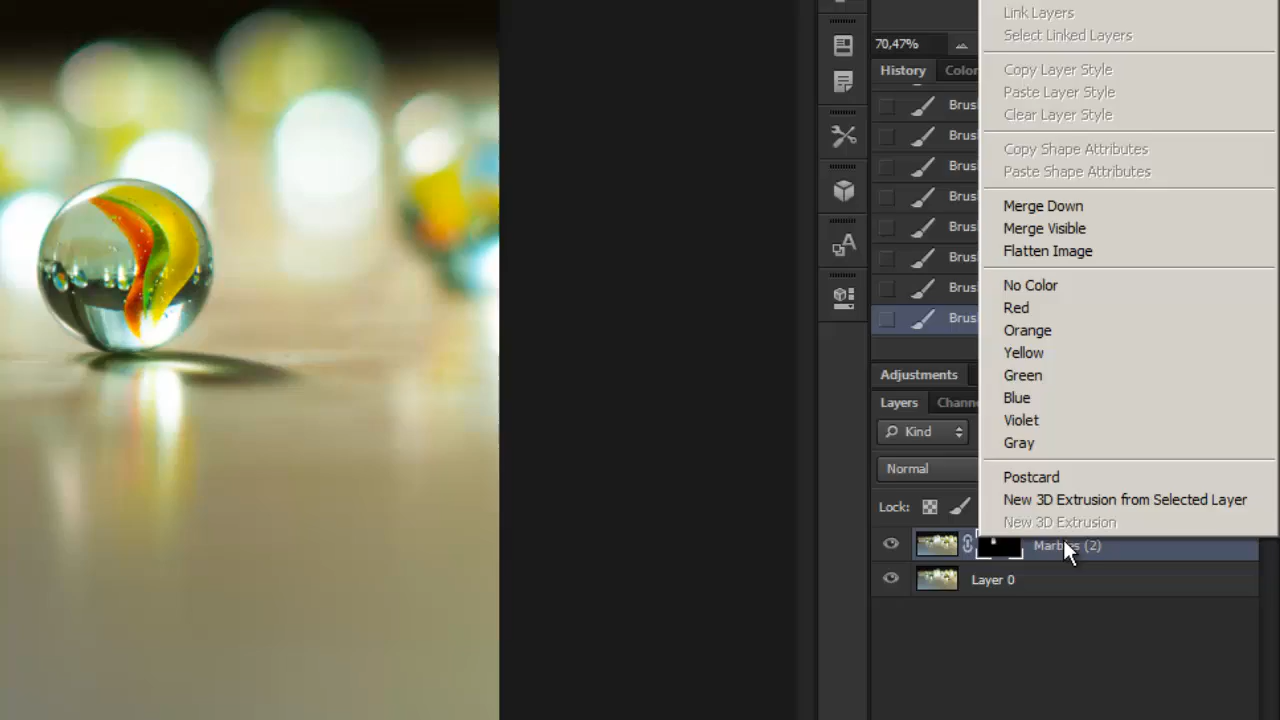 Link Layers
Select Linked Layers
70,47%
History Color
Copy Layer Style
Paste Layer Style
Clear Layer Style
Brus
Brus
Brus
Brus
Brus
Brus
Brus
Brus
Copy Shape Attributes
Paste Shape Attributes
Merge Down
Merge Visible
Flatten Image
No Color
Red
Orange
Yellow
Green
Blue
Violet
Gray
Adjustments
Layers Chann
Kind
Normal
Lock:
Postcard
New 3D Extrusion from Selected Layer
New 3D Extrusion
Marbles (2)
Layer 0